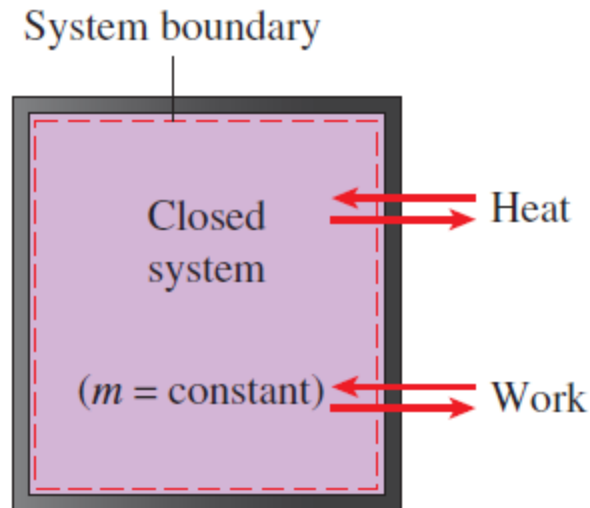 System boundary
Closed
system
Heat
(m = constant)
Work